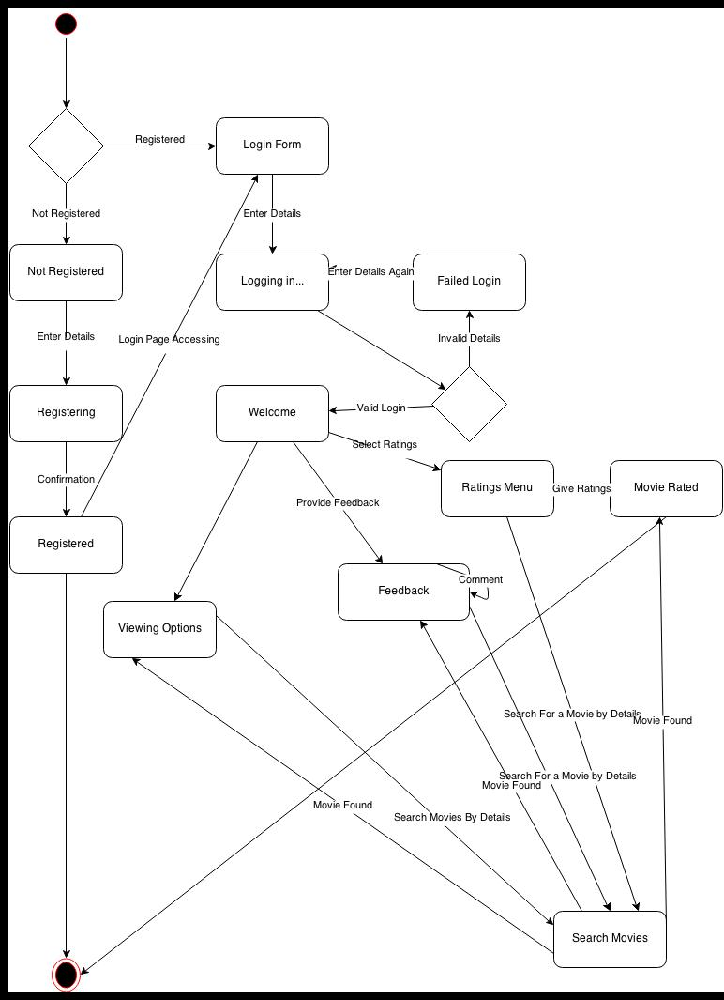 Registered
Login Form
Not Registered
Enter Details
Not Registered
Logging in...
Enter Details Again
Failed Login
Enter Details
Login Page Accessing
Invalid Details
Registering
Welcome
Valid Login
Select Ratings
Confirmation
Ratings Menu
Give Ratings
Movie Rated
Provide Feedback
Registered
Comment
Feedback
Viewing Options
Search For a Movie by Details
Movie Found
Search For a Movie by Details
Movie Found
Movie Found
Search Movies By Details
Search Movies